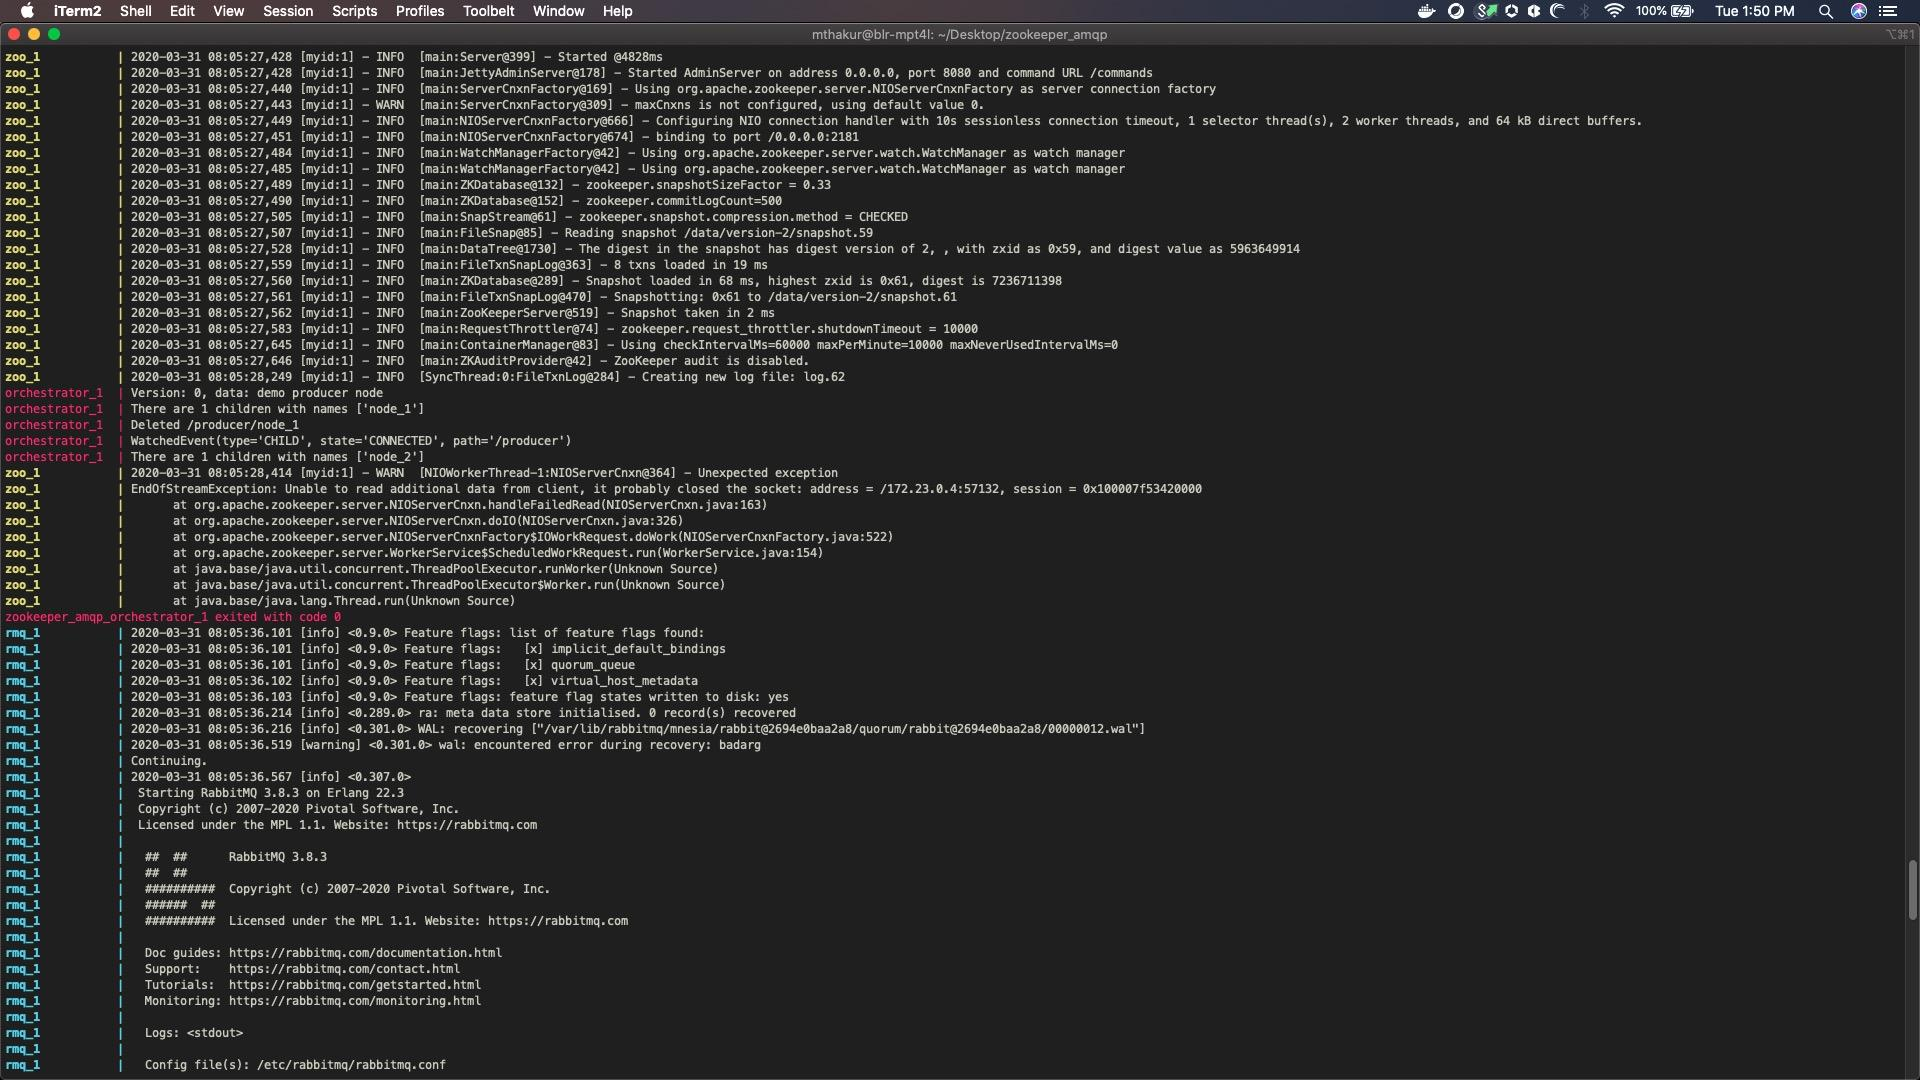 iTerm2 Shell Edit View Session Scripts Profiles Toolbelt Window Help 100% Tue 1:50 PM
mthakur@blr-mpt4l: ~/Desktop/zookeeper_amqp ⌥⌘1
zoo_1 | 2020-03-31 08:05:27,428 [myid:1] - INFO [main:Server@399] - Started @4828ms
zoo_1 | 2020-03-31 08:05:27,428 [myid:1] - INFO [main:JettyAdminServer@178] - Started AdminServer on address 0.0.0.0, port 8080 and command URL /commands
zoo_1 | 2020-03-31 08:05:27,440 [myid:1] - INFO [main:ServerCnxnFactory@169] - Using org.apache.zookeeper.server.NIOServerCnxnFactory as server connection factory
zoo_1 | 2020-03-31 08:05:27,443 [myid:1] - WARN [main:ServerCnxnFactory@309] - maxCnxns is not configured, using default value 0.
zoo_1 | 2020-03-31 08:05:27,449 [myid:1] - INFO [main:NIOServerCnxnFactory@666] - Configuring NIO connection handler with 10s sessionless connection timeout, 1 selector thread(s), 2 worker threads, and 64 kB direct buffers.
zoo_1 | 2020-03-31 08:05:27,451 [myid:1] - INFO [main:NIOServerCnxnFactory@674] - binding to port /0.0.0.0:2181
zoo_1 | 2020-03-31 08:05:27,484 [myid:1] - INFO [main:WatchManagerFactory@42] - Using org.apache.zookeeper.server.watch.WatchManager as watch manager
zoo_1 | 2020-03-31 08:05:27,485 [myid:1] - INFO [main:WatchManagerFactory@42] - Using org.apache.zookeeper.server.watch.WatchManager as watch manager
zoo_1 | 2020-03-31 08:05:27,489 [myid:1] - INFO [main:ZKDatabase@132] - zookeeper.snapshotSizeFactor = 0.33
zoo_1 | 2020-03-31 08:05:27,490 [myid:1] - INFO [main:ZKDatabase@152] - zookeeper.commitLogCount=500
zoo_1 | 2020-03-31 08:05:27,505 [myid:1] - INFO [main:SnapStream@61] - zookeeper.snapshot.compression.method = CHECKED
zoo_1 | 2020-03-31 08:05:27,507 [myid:1] - INFO [main:FileSnap@85] - Reading snapshot /data/version-2/snapshot.59
zoo_1 | 2020-03-31 08:05:27,528 [myid:1] - INFO [main:DataTree@1730] - The digest in the snapshot has digest version of 2, , with zxid as 0x59, and digest value as 5963649914
zoo_1 | 2020-03-31 08:05:27,559 [myid:1] - INFO [main:FileTxnSnapLog@363] - 8 txns loaded in 19 ms
zoo_1 | 2020-03-31 08:05:27,560 [myid:1] - INFO [main:ZKDatabase@289] - Snapshot loaded in 68 ms, highest zxid is 0x61, digest is 7236711398
zoo_1 | 2020-03-31 08:05:27,561 [myid:1] - INFO [main:FileTxnSnapLog@470] - Snapshotting: 0x61 to /data/version-2/snapshot.61
zoo_1 | 2020-03-31 08:05:27,562 [myid:1] - INFO [main:ZooKeeperServer@519] - Snapshot taken in 2 ms
zoo_1 | 2020-03-31 08:05:27,583 [myid:1] - INFO [main:RequestThrottler@74] - zookeeper.request_throttler.shutdownTimeout = 10000
zoo_1 | 2020-03-31 08:05:27,645 [myid:1] - INFO [main:ContainerManager@83] - Using checkIntervalMs=60000 maxPerMinute=10000 maxNeverUsedIntervalMs=0
zoo_1 | 2020-03-31 08:05:27,646 [myid:1] - INFO [main:ZKAuditProvider@42] - ZooKeeper audit is disabled.
zoo_1 | 2020-03-31 08:05:28,249 [myid:1] - INFO [SyncThread:0:FileTxnLog@284] - Creating new log file: log.62
orchestrator_1 | Version: 0, data: demo producer node
orchestrator_1 | There are 1 children with names ['node_1']
orchestrator_1 | Deleted /producer/node_1
orchestrator_1 | WatchedEvent(type='CHILD', state='CONNECTED', path='/producer')
orchestrator_1 | There are 1 children with names ['node_2']
zoo_1 | 2020-03-31 08:05:28,414 [myid:1] - WARN [NIOWorkerThread-1:NIOServerCnxn@364] - Unexpected exception
zoo_1 | EndOfStreamException: Unable to read additional data from client, it probably closed the socket: address = /172.23.0.4:57132, session = 0x100007f53420000
zoo_1 | at org.apache.zookeeper.server.NIOServerCnxn.handleFailedRead(NIOServerCnxn.java:163)
zoo_1 | at org.apache.zookeeper.server.NIOServerCnxn.doIO(NIOServerCnxn.java:326)
zoo_1 | at org.apache.zookeeper.server.NIOServerCnxnFactory$IOWorkRequest.doWork(NIOServerCnxnFactory.java:522)
zoo_1 | at org.apache.zookeeper.server.WorkerService$ScheduledWorkRequest.run(WorkerService.java:154)
zoo_1 | at java.base/java.util.concurrent.ThreadPoolExecutor.runWorker(Unknown Source)
zoo_1 | at java.base/java.util.concurrent.ThreadPoolExecutor$Worker.run(Unknown Source)
zoo_1 | at java.base/java.lang.Thread.run(Unknown Source)
zookeeper_amqp_orchestrator_1 exited with code 0
rmq_1 | 2020-03-31 08:05:36.101 [info] <0.9.0> Feature flags: list of feature flags found:
rmq_1 | 2020-03-31 08:05:36.101 [info] <0.9.0> Feature flags: [x] implicit_default_bindings
rmq_1 | 2020-03-31 08:05:36.101 [info] <0.9.0> Feature flags: [x] quorum_queue
rmq_1 | 2020-03-31 08:05:36.102 [info] <0.9.0> Feature flags: [x] virtual_host_metadata
rmq_1 | 2020-03-31 08:05:36.103 [info] <0.9.0> Feature flags: feature flag states written to disk: yes
rmq_1 | 2020-03-31 08:05:36.214 [info] <0.289.0> ra: meta data store initialised. 0 record(s) recovered
rmq_1 | 2020-03-31 08:05:36.216 [info] <0.301.0> WAL: recovering ["/var/lib/rabbitmq/mnesia/rabbit@2694e0baa2a8/quorum/rabbit@2694e0baa2a8/00000012.wal"]
rmq_1 | 2020-03-31 08:05:36.519 [warning] <0.301.0> wal: encountered error during recovery: badarg
rmq_1 | Continuing.
rmq_1 | 2020-03-31 08:05:36.567 [info] <0.307.0>
rmq_1 | Starting RabbitMQ 3.8.3 on Erlang 22.3
rmq_1 | Copyright (c) 2007-2020 Pivotal Software, Inc.
rmq_1 | Licensed under the MPL 1.1. Website: https://rabbitmq.com
rmq_1 |
rmq_1 | ## ## RabbitMQ 3.8.3
rmq_1 | ## ##
rmq_1 | ########## Copyright (c) 2007-2020 Pivotal Software, Inc.
rmq_1 | ###### ##
rmq_1 | ########## Licensed under the MPL 1.1. Website: https://rabbitmq.com
rmq_1 |
rmq_1 | Doc guides: https://rabbitmq.com/documentation.html
rmq_1 | Support: https://rabbitmq.com/contact.html
rmq_1 | Tutorials: https://rabbitmq.com/getstarted.html
rmq_1 | Monitoring: https://rabbitmq.com/monitoring.html
rmq_1 |
rmq_1 | Logs: <stdout>
rmq_1 |
rmq_1 | Config file(s): /etc/rabbitmq/rabbitmq.conf